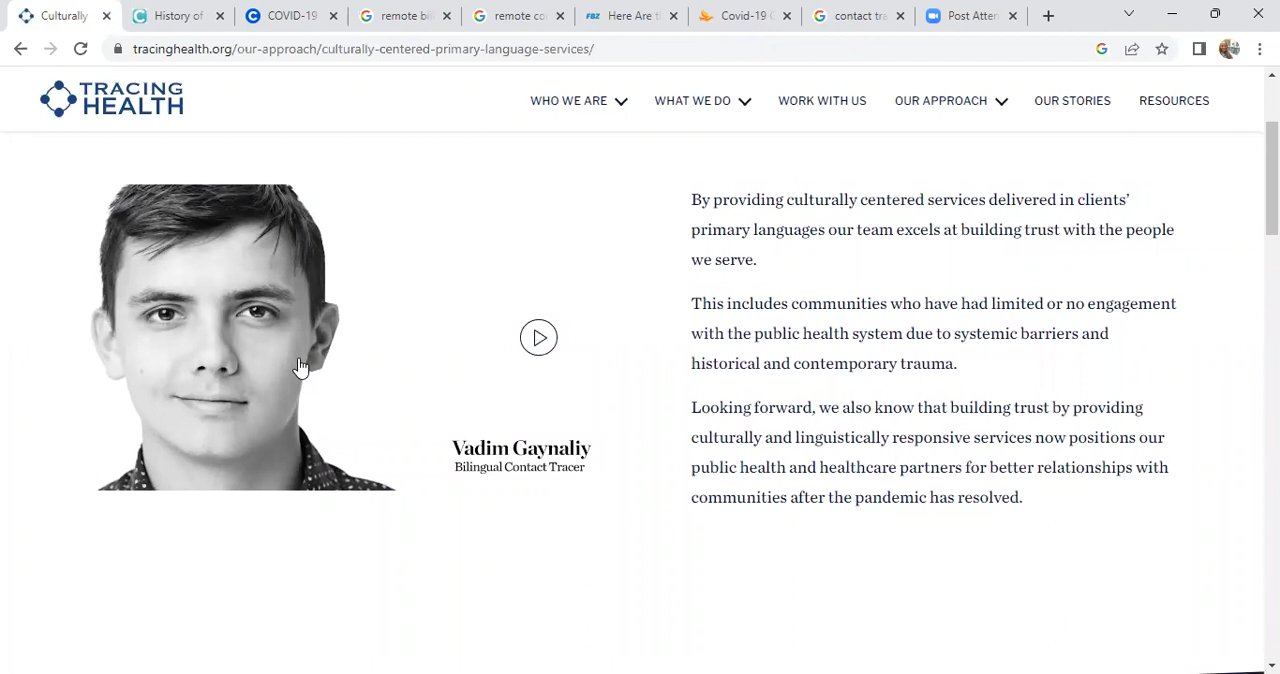 Culturally
History of
COVID-19
remote bi
remote co
FBZ Here Are t
Covid-19 C
contact tra
Post Atten
tracinghealth.org/our-approach/culturally-centered-primary-language-services/
TRACING
HEALTH
WHO WE ARE
WHAT WE DO
WORK WITH US
OUR APPROACH
OUR STORIES
RESOURCES
By providing culturally centered services delivered in clients’
primary languages our team excels at building trust with the people
we serve.
This includes communities who have had limited or no engagement
with the public health system due to systemic barriers and
historical and contemporary trauma.
Looking forward, we also know that building trust by providing
culturally and linguistically responsive services now positions our
public health and healthcare partners for better relationships with
communities after the pandemic has resolved.
Vadim Gaynaliy
Bilingual Contact Tracer